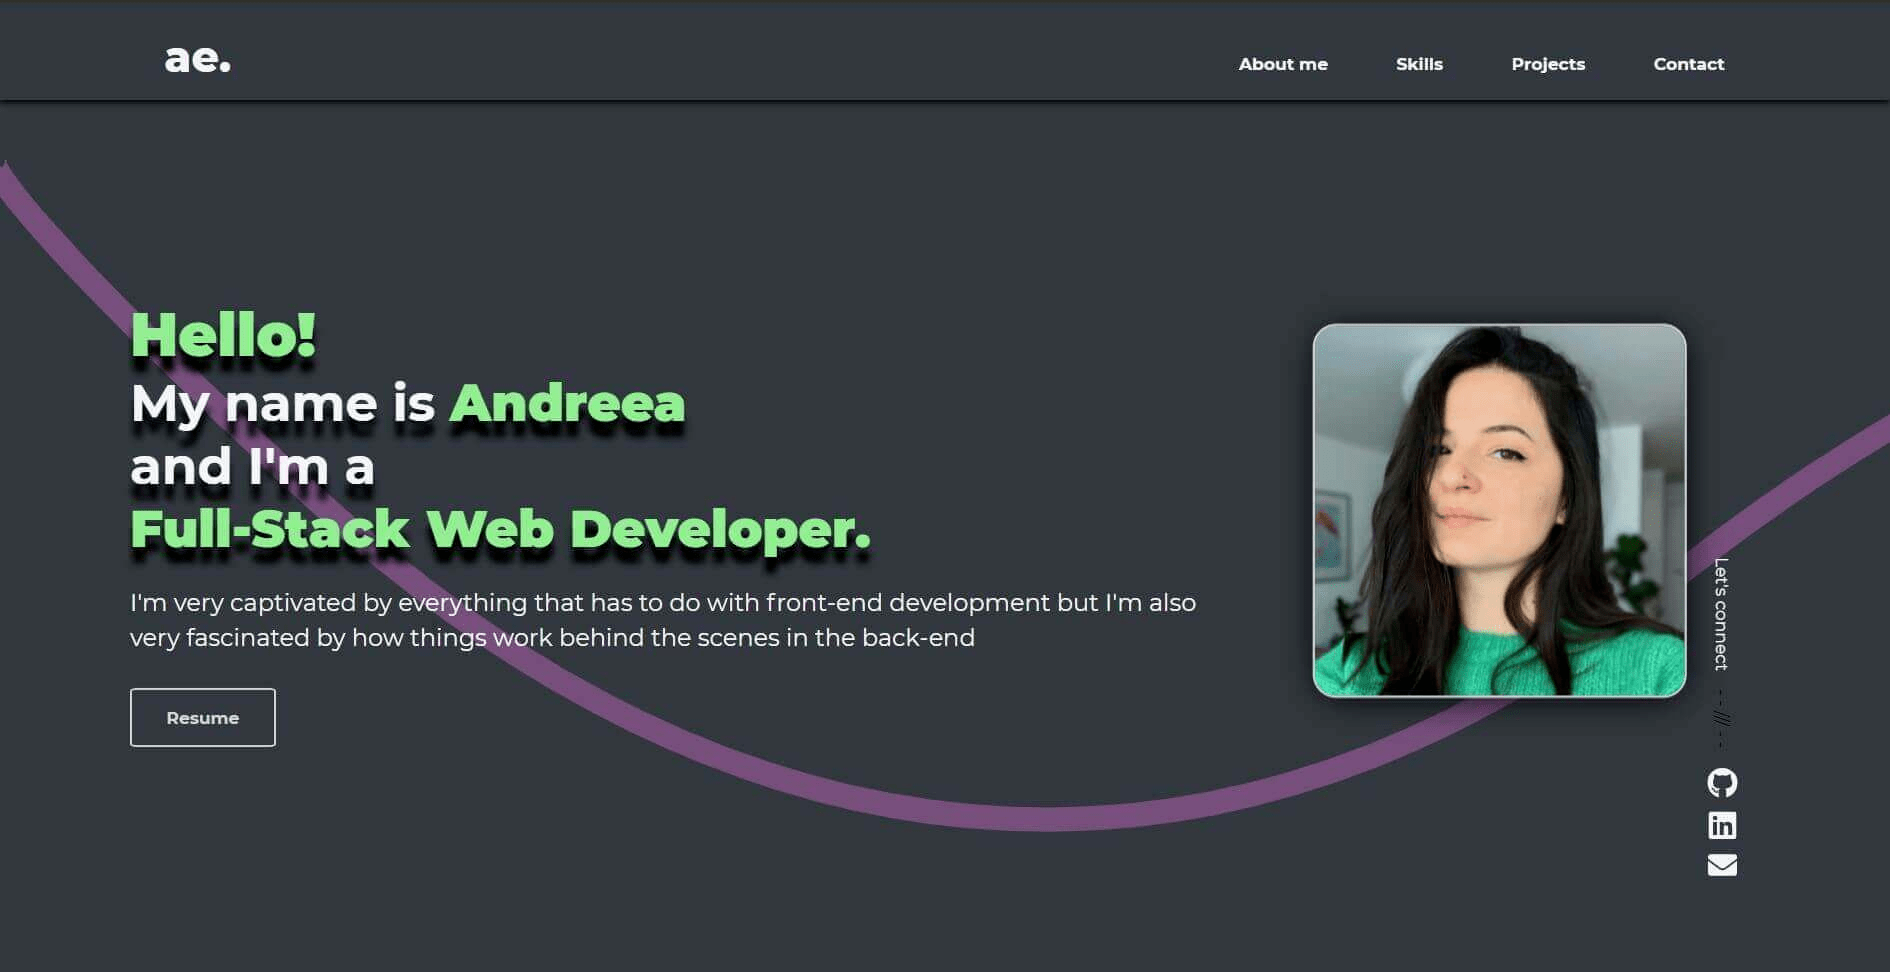 ae.
About me Skills Projects Contact
Hello!
My name is Andreea
and I'm a
Full-Stack Web Developer.
I'm very captivated by everything that has to do with front-end development but I'm also
very fascinated by how things work behind the scenes in the back-end
Resume
Let's connect - - /// - -
in